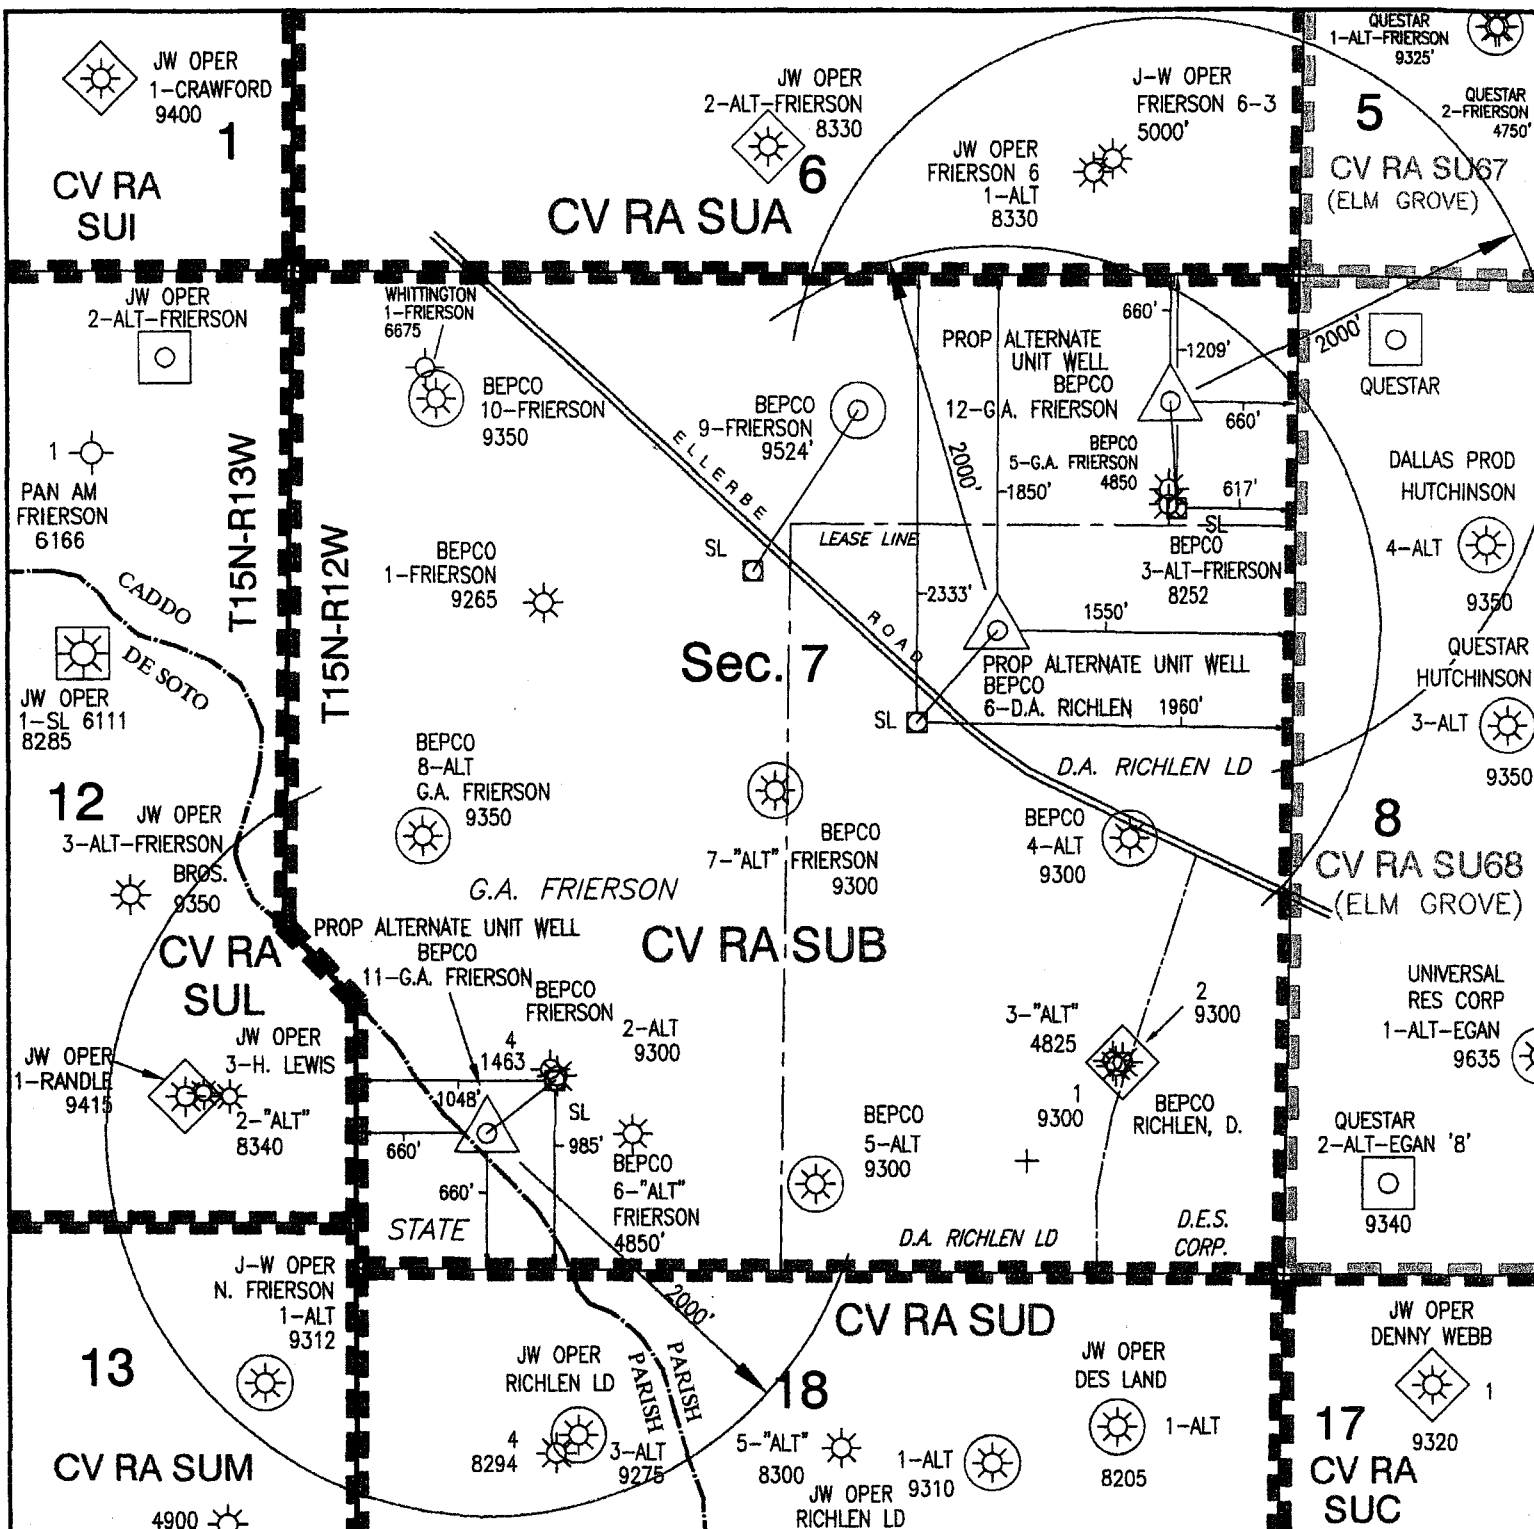 JW OPER
1-CRAWFORD
9400
1
CV RA
SUI
JW OPER
2-ALT-FRIERSON
8330
6
CV RA SUA
J-W OPER
FRIERSON 6-3
5000'
JW OPER
FRIERSON 6
1-ALT
8330
QUESTAR
1-ALT-FRIERSON
9325'
5
QUESTAR
2-FRIERSON
4750'
CV RA SU67
(ELM GROVE)
JW OPER
2-ALT-FRIERSON
WHITTINGTON
1-FRIERSON
6675
BEPCO
10-FRIERSON
9350
BEPCO
9-FRIERSON
9524'
PROP ALTERNATE
UNIT WELL
BEPCO
12-G.A. FRIERSON
660'
1209'
660'
2000'
QUESTAR
1
PAN AM
FRIERSON
6166
T15N-R13W
T15N-R12W
ELLERBE
ROAD
2000'
1850'
BEPCO
5-G.A. FRIERSON
4850
617'
SL
DALLAS PROD
HUTCHINSON
4-ALT
9350
LEASE LINE
SL
BEPCO
3-ALT-FRIERSON
8252
BEPCO
1-FRIERSON
9265
2333'
1550'
CADDO
DE SOTO
Sec. 7
PROP ALTERNATE UNIT WELL
BEPCO
6-D.A. RICHLEN
1960'
SL
QUESTAR
HUTCHINSON
3-ALT
9350
JW OPER
1-SL 6111
8285
BEPCO
8-ALT
G.A. FRIERSON
9350
D.A. RICHLEN LD
12
JW OPER
3-ALT-FRIERSON
BROS.
9350
BEPCO
7-"ALT" FRIERSON
9300
BEPCO
4-ALT
9300
8
CV RA SU68
(ELM GROVE)
G.A. FRIERSON
PROP ALTERNATE UNIT WELL
BEPCO
11-G.A. FRIERSON
CV RA SUB
CV RA
SUL
BEPCO
FRIERSON
4
1463
2-ALT
9300
3-"ALT"
4825
2
9300
UNIVERSAL
RES CORP
1-ALT-EGAN
9635
JW OPER
1-RANDLE
9415
JW OPER
3-H. LEWIS
2-"ALT"
8340
1048'
SL
985'
660'
660'
1
9300
BEPCO
RICHLEN, D.
BEPCO
5-ALT
9300
BEPCO
6-"ALT"
FRIERSON
4850'
QUESTAR
2-ALT-EGAN '8'
9340
STATE
D.A. RICHLEN LD
D.E.S.
CORP.
J-W OPER
N. FRIERSON
1-ALT
9312
2000'
CV RA SUD
JW OPER
DENNY WEBB
1
9320
13
JW OPER
RICHLEN LD
PARISH
PARISH
18
JW OPER
DES LAND
1-ALT
8205
4
8294
3-ALT
9275
5-"ALT"
8300
JW OPER
RICHLEN LD
1-ALT
9310
17
CV RA
SUC
CV RA SUM
4900